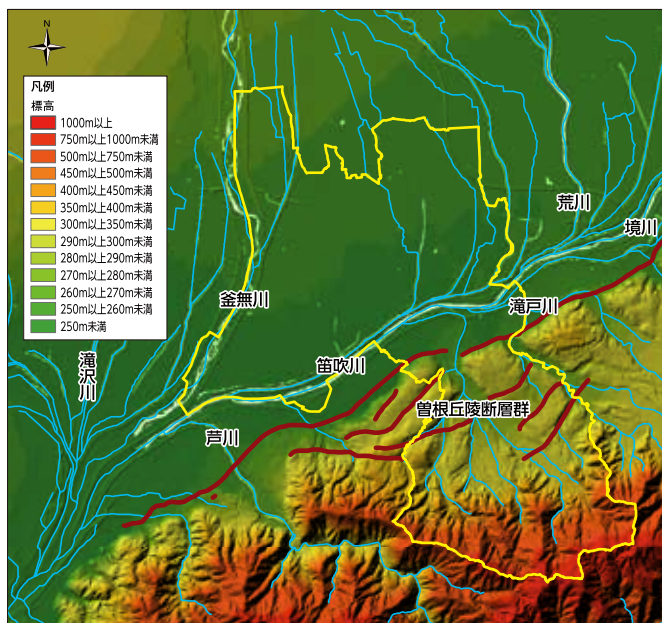 N
凡例
標高
1000m以上
750m以上1000m未満
500m以上750m未満
450m以上500m未満
400m以上450m未満
350m以上400m未満
300m以上350m未満
290m以上300m未満
280m以上290m未満
270m以上280m未満
260m以上270m未満
250m以上260m未満
250m未満
荒川
境川
釜無川
滝戸川
滝沢川
笛吹川
曽根丘陵断層群
芦川